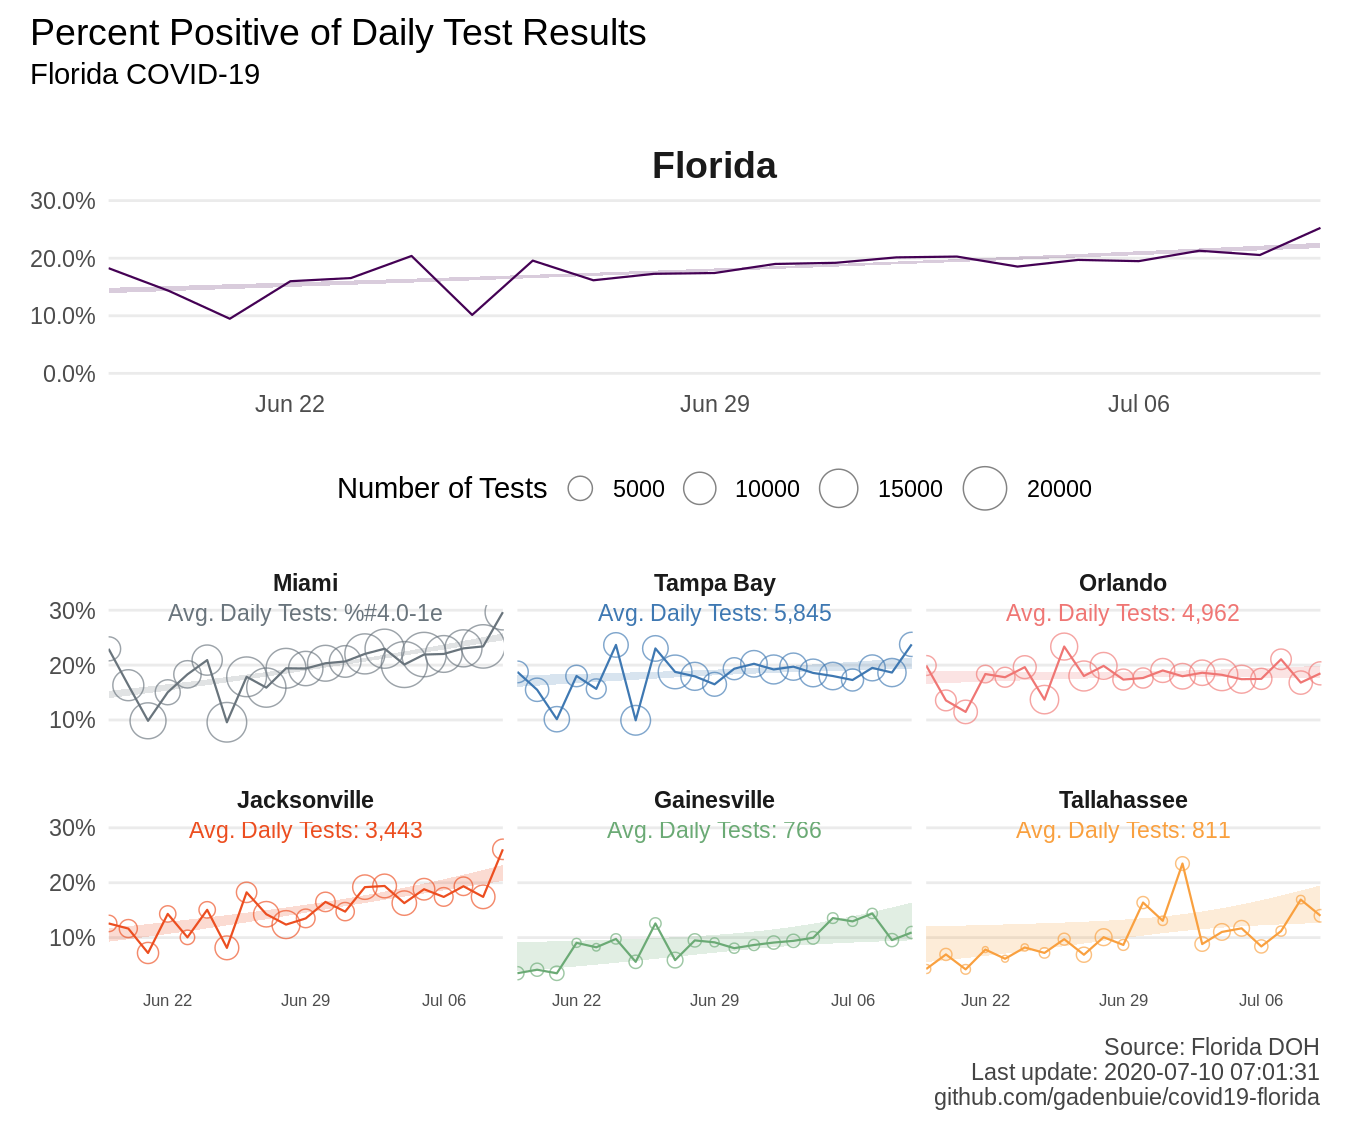 Percent Positive of Daily Test Results
Florida COVID-19
Florida
30.0%
20.0%
10.0%
0.0%
Jun 22 Jun 29 Jul 06
Number of Tests 5000 10000 15000 20000
Miami Tampa Bay Orlando
Avg. Daily Tests: %#4.0-1e Avg. Daily Tests: 5,845 Avg. Daily Tests: 4,962
30%
20%
10%
Jacksonville Gainesville Tallahassee
Avg. Daily Tests: 3,443 Avg. Daily Tests: 766 Avg. Daily Tests: 811
30%
20%
10%
Jun 22 Jun 29 Jul 06 Jun 22 Jun 29 Jul 06 Jun 22 Jun 29 Jul 06
Source: Florida DOH
Last update: 2020-07-10 07:01:31
github.com/gadenbuie/covid19-florida